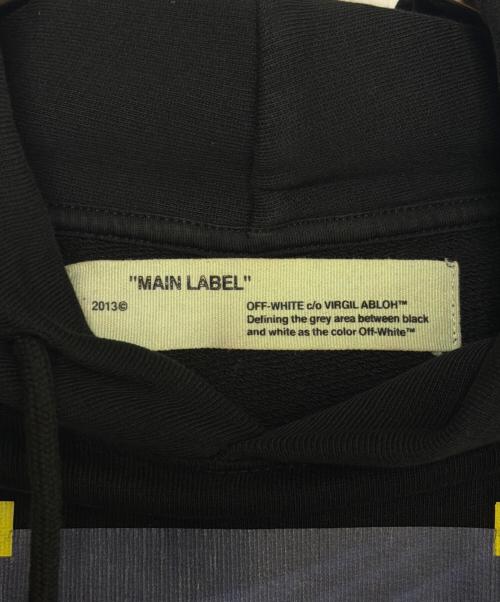 "MAIN LABEL"
2013©
OFF-WHITE c/o VIRGIL ABLOH™
Defining the grey area between black
and white as the color Off-White™